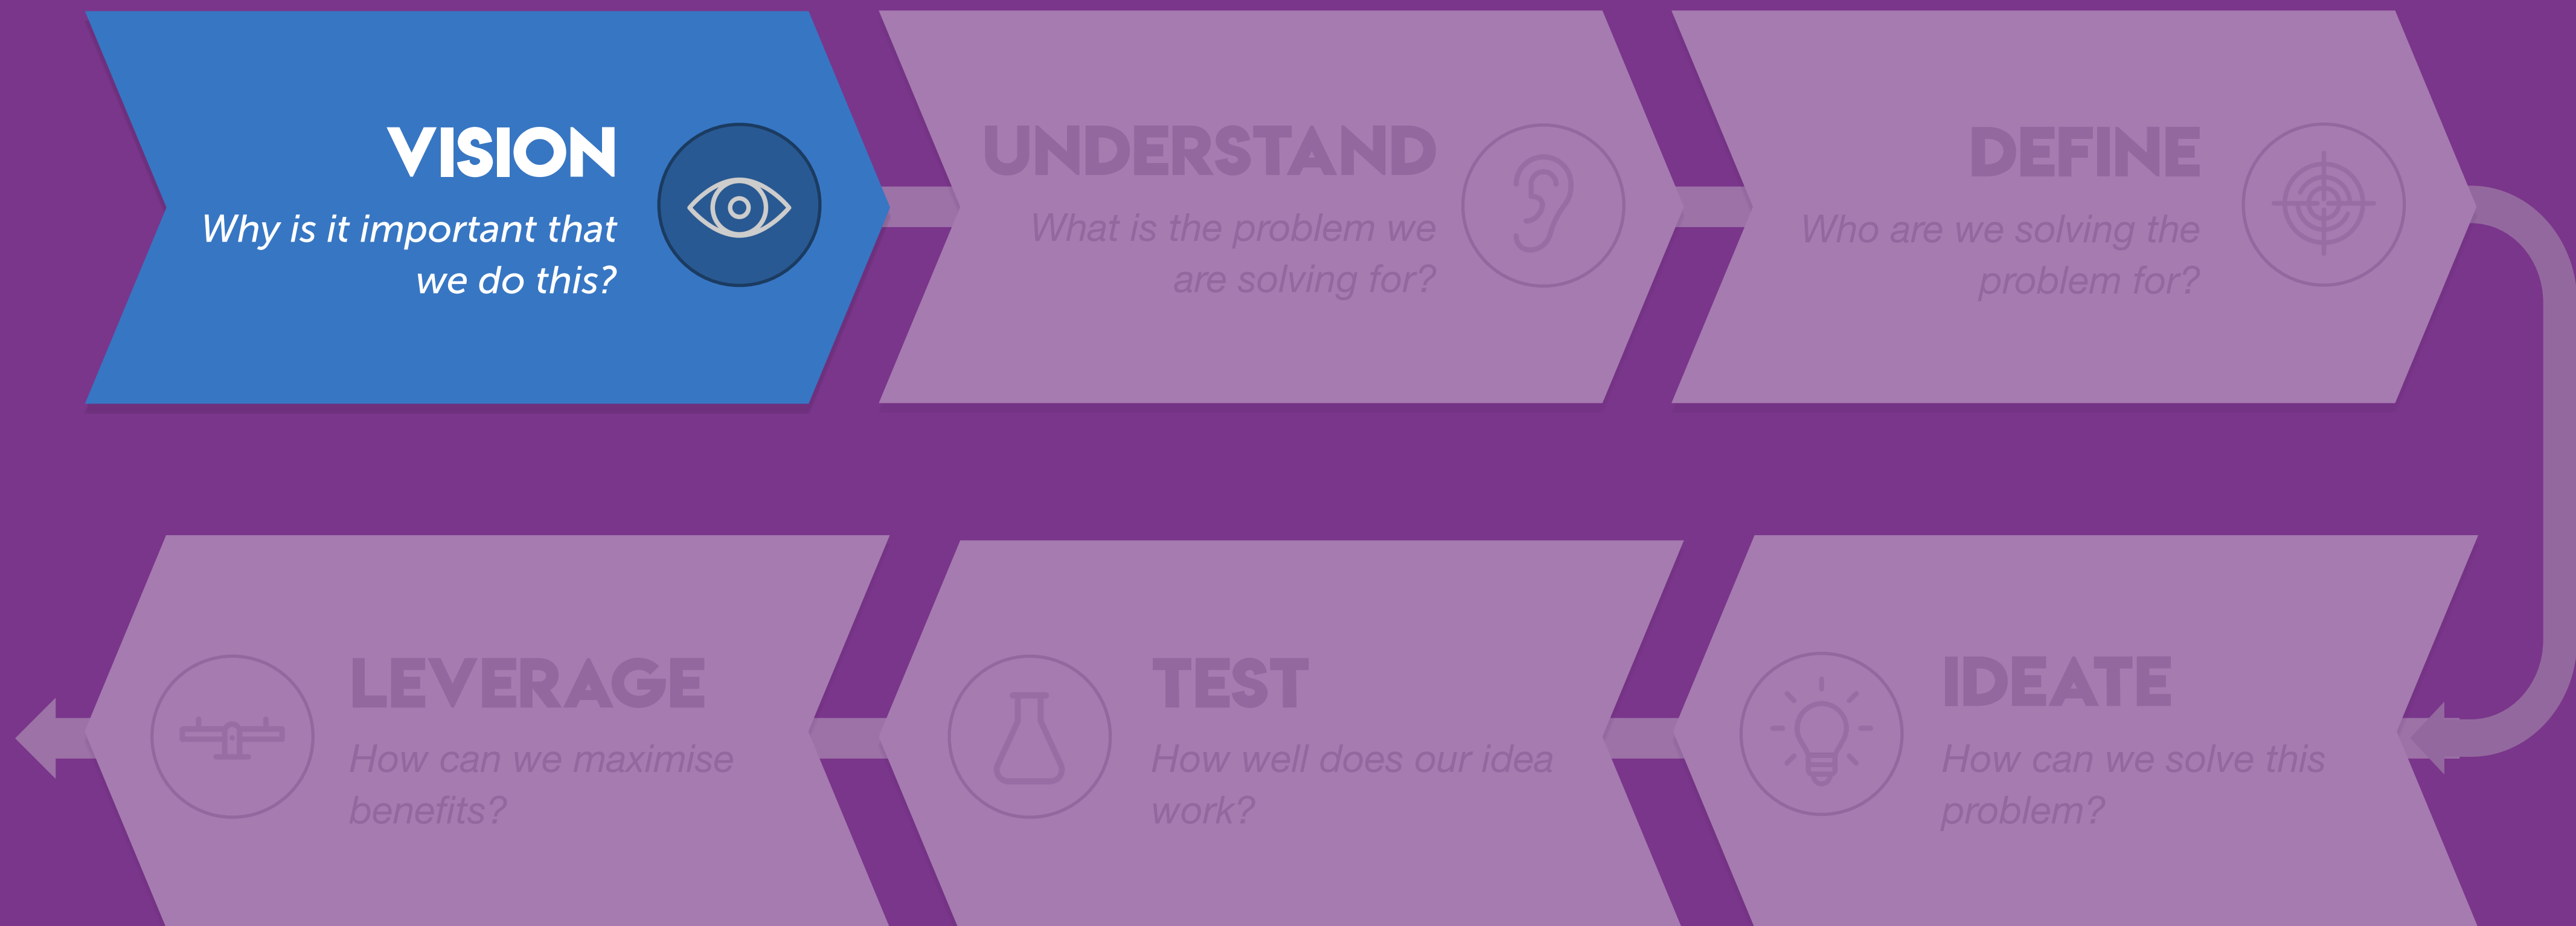 VISION
Why is it important that
we do this?
UNDERSTAND
What is the problem we
are solving for?
DEFINE
Who are we solving the
problem for?
IDEATE
How can we solve this
problem?
TEST
How well does our idea
work?
LEVERAGE
How can we maximise
benefits?